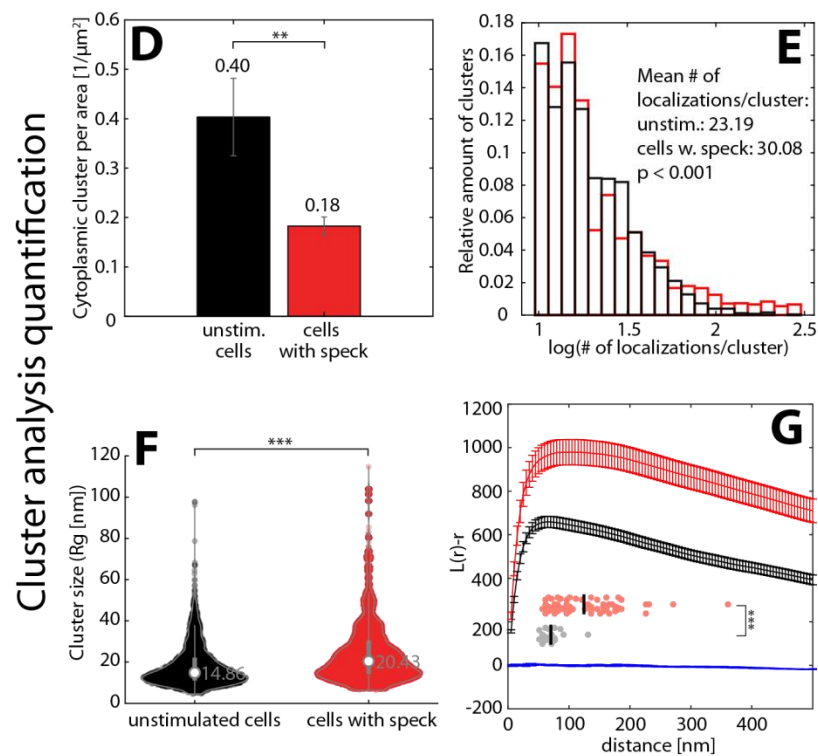 Cluster analysis quantification
D
Cytoplasmic cluster per area [1/µm²]
**
0.40
0.18
0.5
0.4
0.3
0.2
0.1
0
unstim.
cells
cells
with speck
E
Relative amount of clusters
0.18
0.16
0.14
0.12
0.10
0.08
0.06
0.04
0.02
0
Mean # of
localizations/cluster:
unstim.: 23.19
cells w. speck: 30.08
p < 0.001
1.0
1.5
2.0
2.5
log(# of localizations/cluster)
F
Cluster size (Rg [nm])
***
120
100
80
60
40
20
0
14.86
20.43
unstimulated cells
cells with speck
G
L(r)-r
1200
1000
800
600
400
200
0
-200
***
0
100
200
300
400
distance [nm]